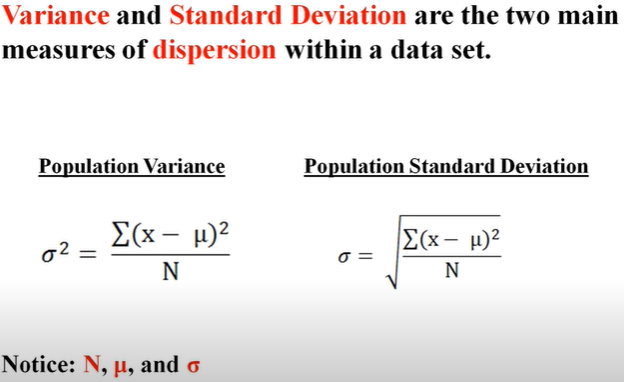 Variance and Standard Deviation are the two main
measures of dispersion within a data set.
Population Variance
σ² = Σ(x – μ)² / N
Population Standard Deviation
σ = √(Σ(x – μ)² / N)
Notice: N, μ, and σ